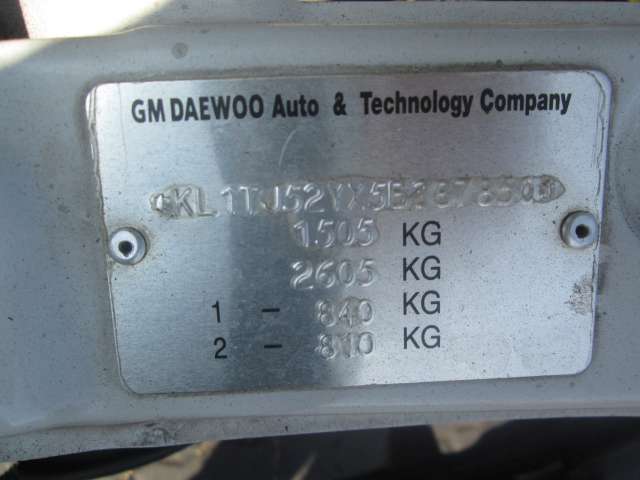 GM DAEWOO Auto & Technology Company
1505 KG
2605 KG
1 - 840 KG
2 - 810 KG